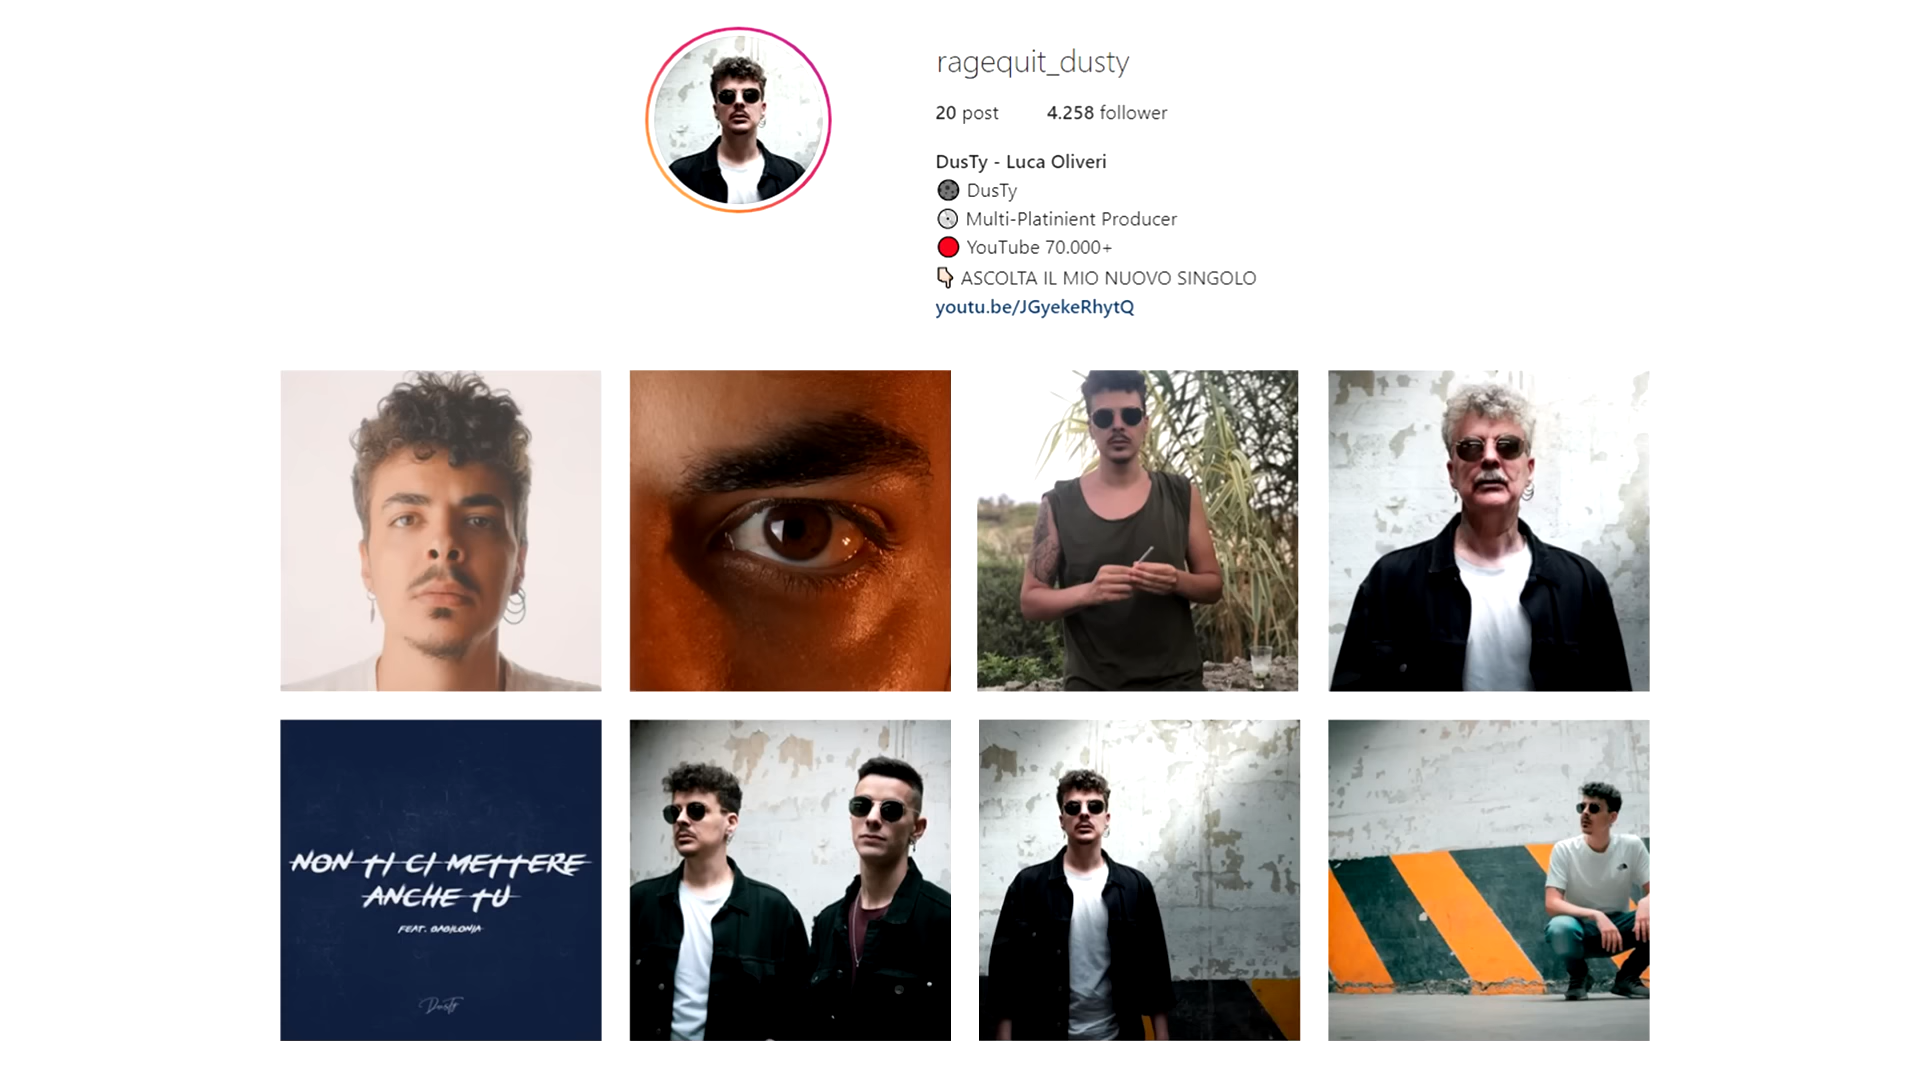 ragequit_dusty
20 post 4.258 follower
DusTy - Luca Oliveri
DusTy
Multi-Platinient Producer
YouTube 70.000+
ASCOLTA IL MIO NUOVO SINGOLO
youtu.be/JGyekeRhytQ
NON TI CI METTERE
ANCHE TU
FEAT. BABILONIA
DusTy